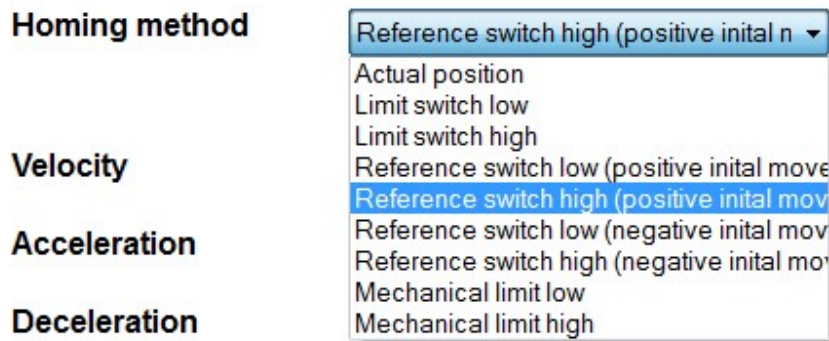 Homing method
Reference switch high (positive inital n
Actual position
Limit switch low
Limit switch high
Velocity
Reference switch low (positive inital move
Reference switch high (positive inital mov
Acceleration
Reference switch low (negative inital mov
Reference switch high (negative inital mo
Mechanical limit low
Deceleration
Mechanical limit high